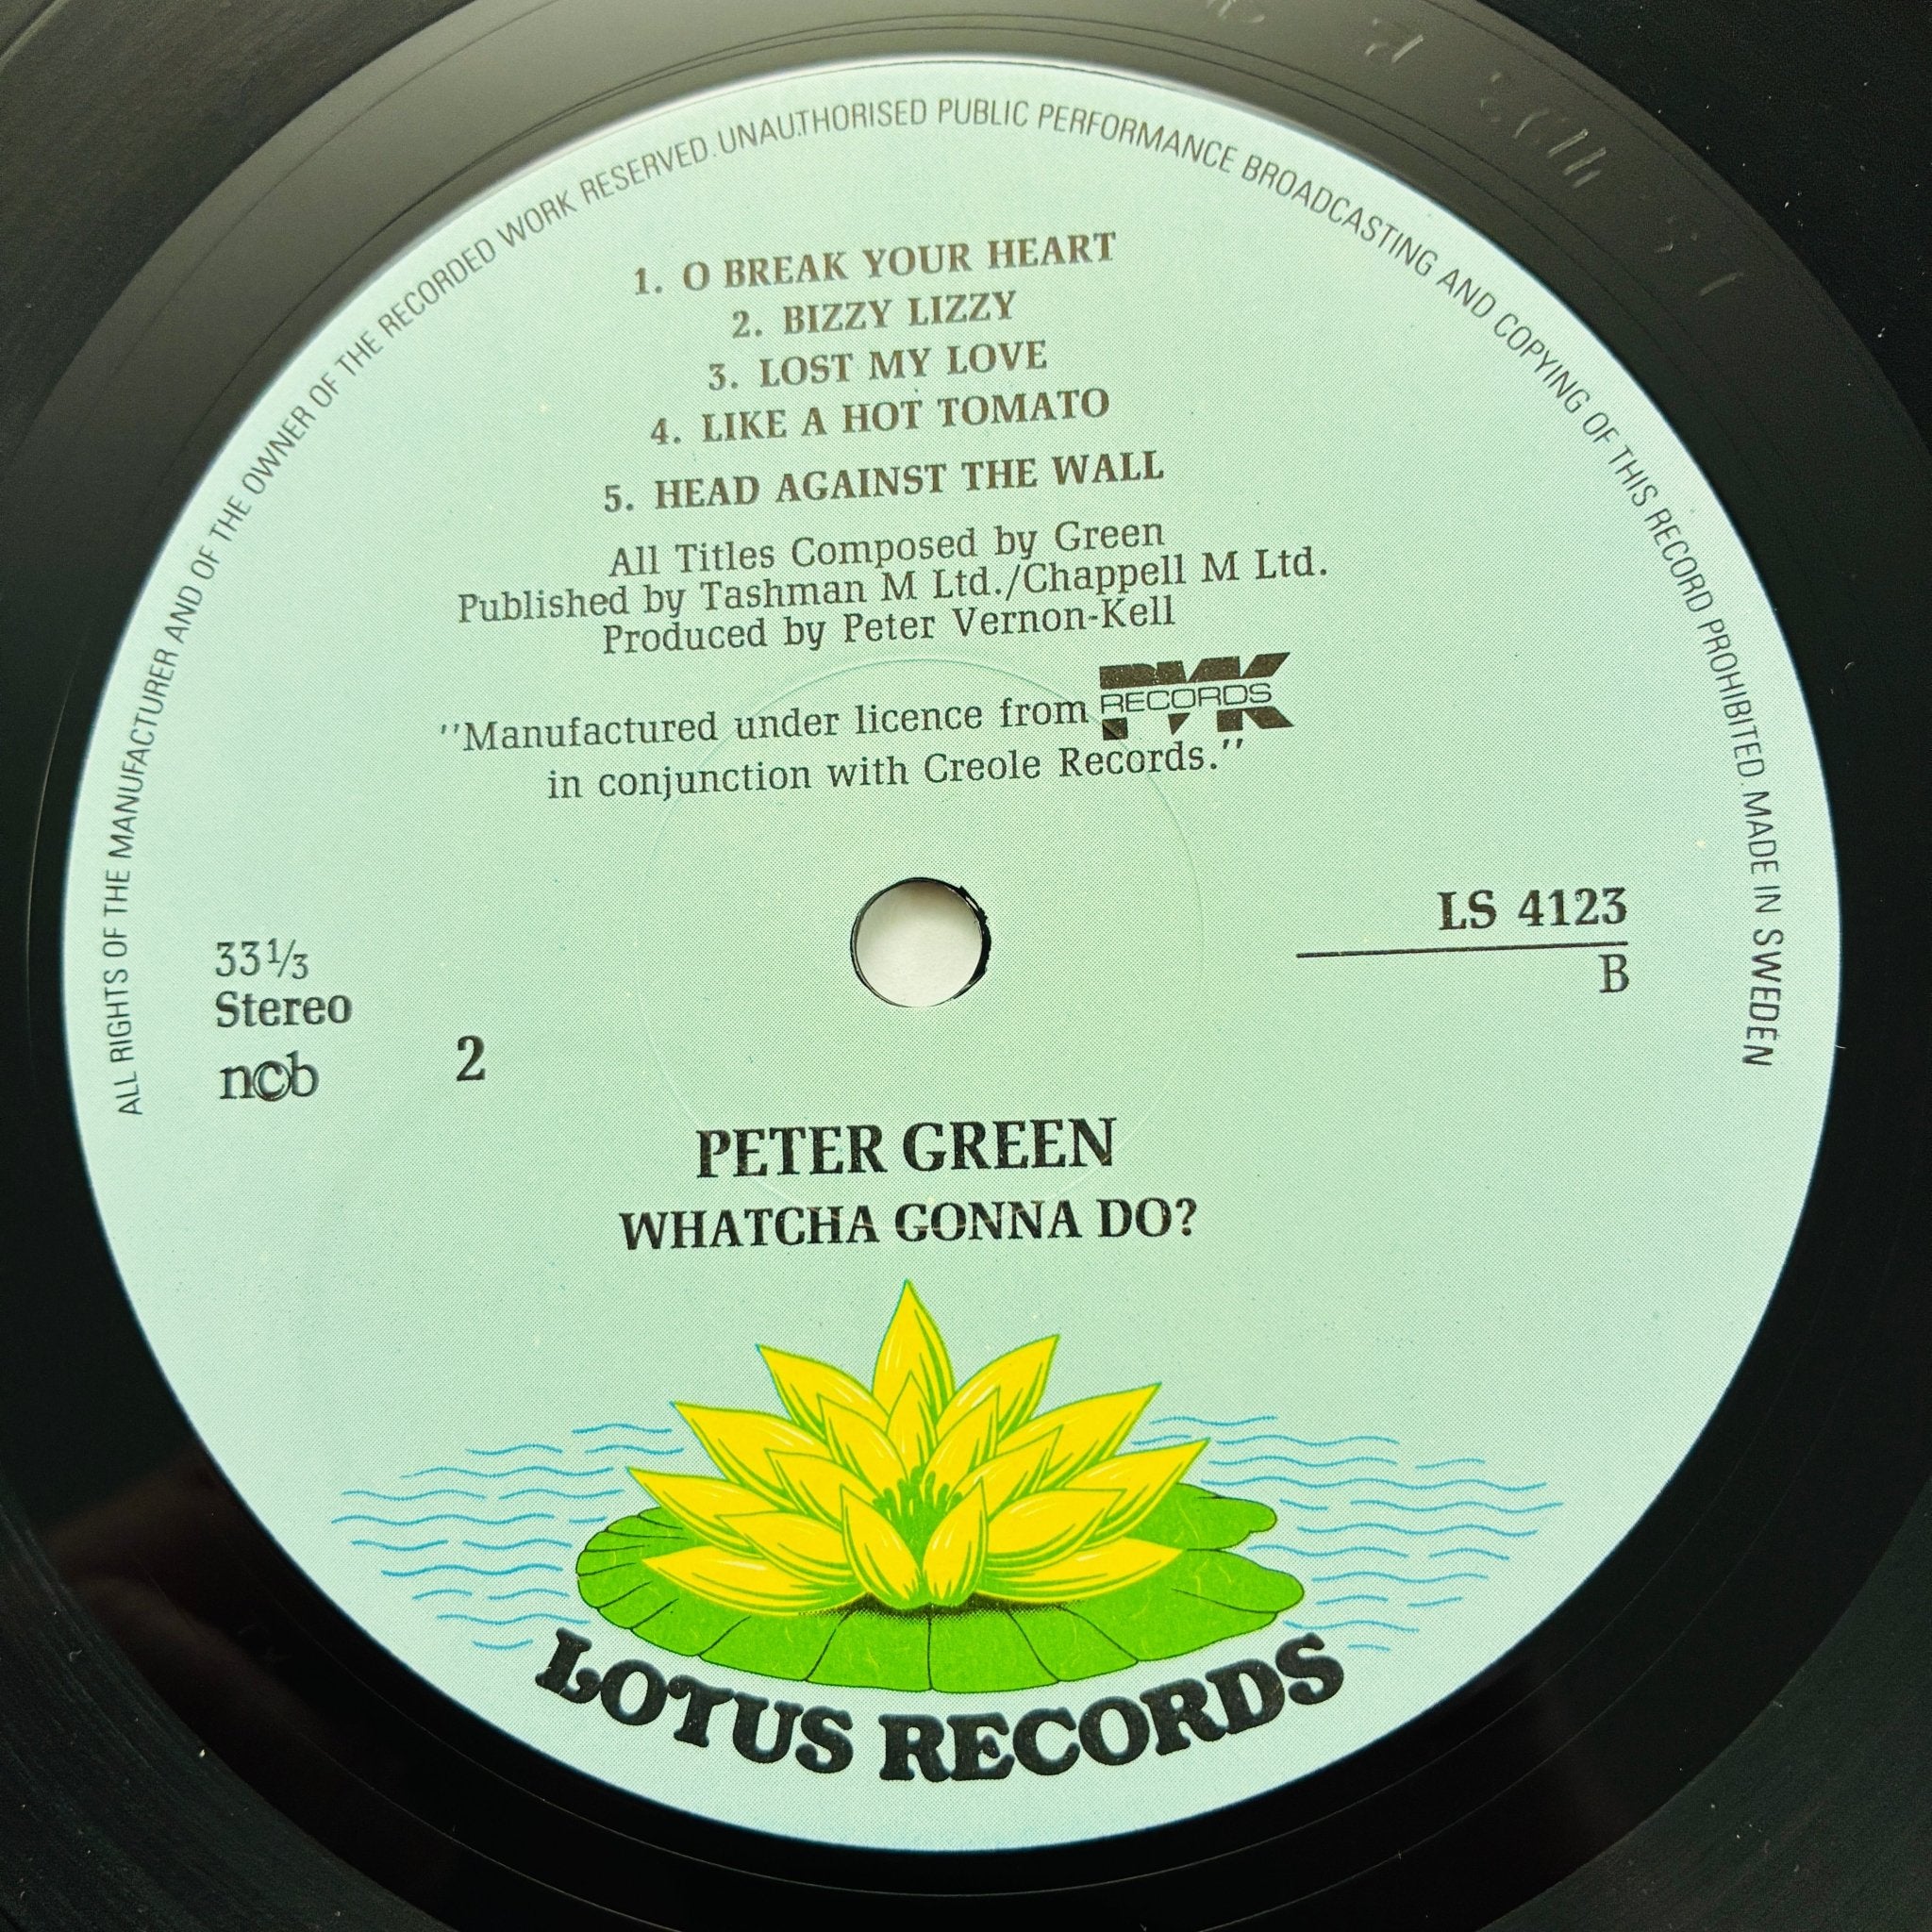 ALL RIGHTS OF THE MANUFACTURER AND OF THE OWNER OF THE RECORDED WORK RESERVED. UNAUTHORISED PUBLIC PERFORMANCE BROADCASTING AND COPYING OF THIS RECORD PROHIBITED. MADE IN SWEDEN
1. O BREAK YOUR HEART
2. BIZZY LIZZY
3. LOST MY LOVE
4. LIKE A HOT TOMATO
5. HEAD AGAINST THE WALL
All Titles Composed by Green
Published by Tashman M Ltd./Chappell M Ltd.
Produced by Peter Vernon-Kell
''Manufactured under licence from PVK RECORDS
in conjunction with Creole Records.''
LS 4123
B
33⅓
Stereo
ncb
2
PETER GREEN
WHATCHA GONNA DO?
LOTUS RECORDS